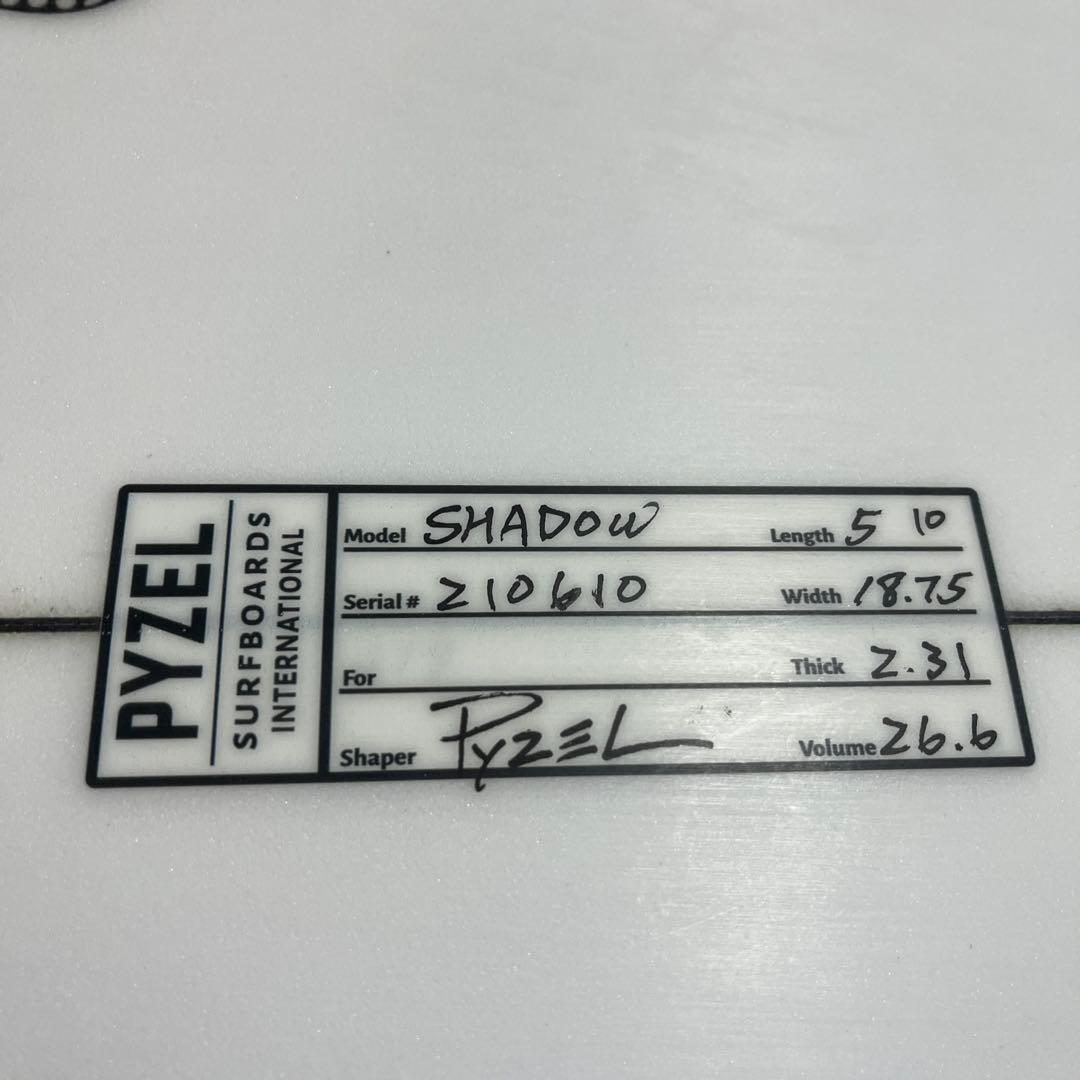 PYZEL
SURFBOARDS
INTERNATIONAL
Model SHADOW Length 5 10
Serial # 210610 Width 18.75
For Thick 2.31
Shaper PYZEL Volume 26.6